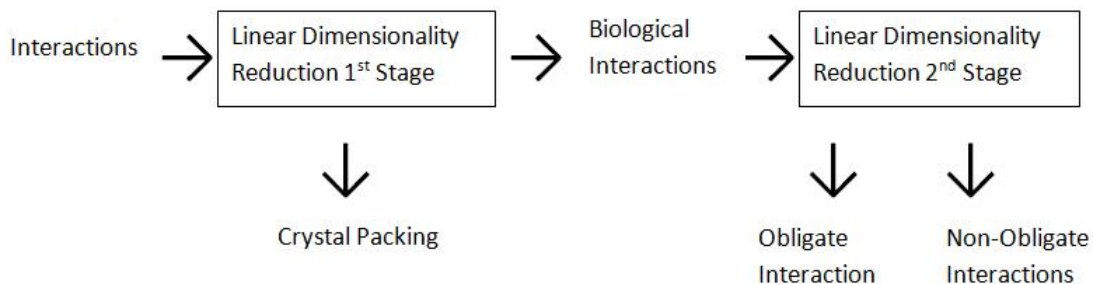 Interactions
Linear Dimensionality
Reduction 1st Stage
Biological
Interactions
Linear Dimensionality
Reduction 2nd Stage
Crystal Packing
Obligate
Interaction
Non-Obligate
Interactions